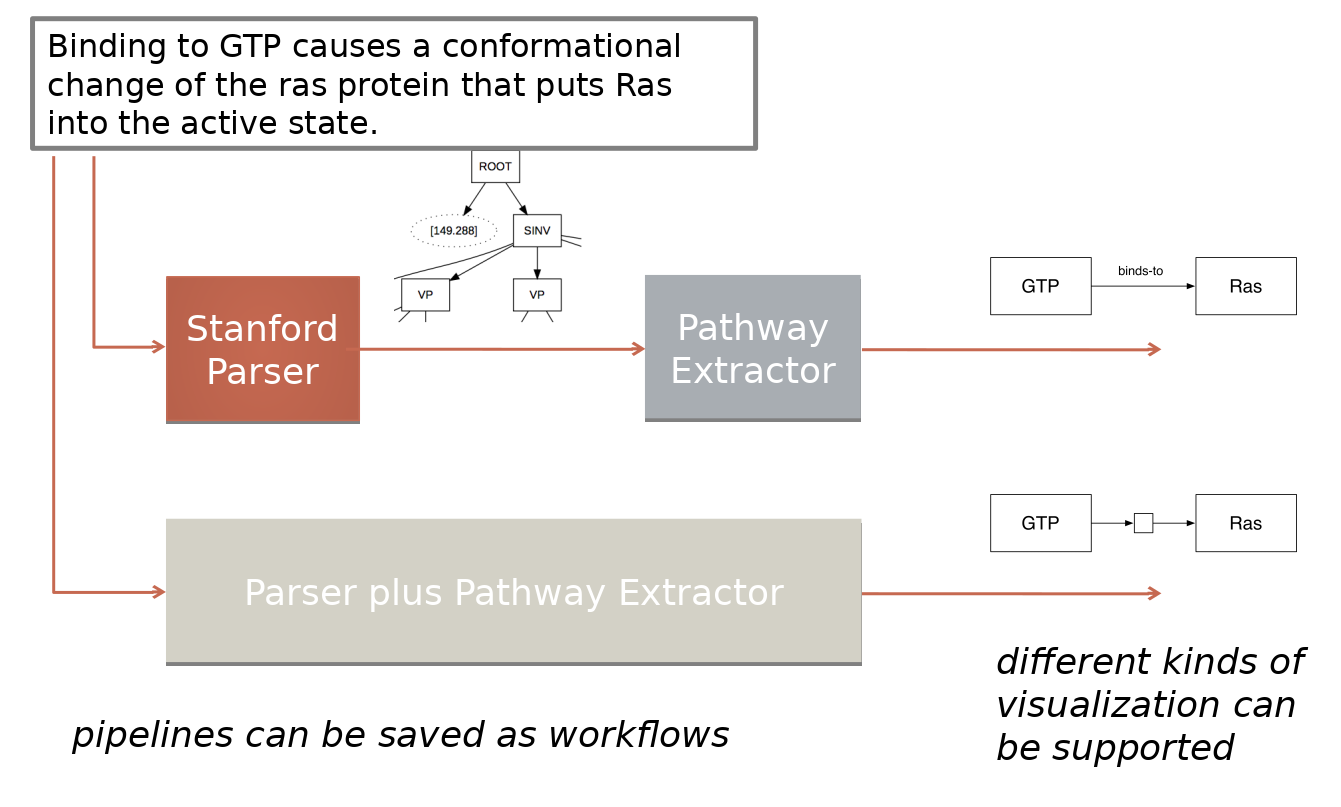 Binding to GTP causes a conformational
change of the ras protein that puts Ras
into the active state.
ROOT
[149.288]
SINV
VP
VP
Stanford
Parser
Pathway
Extractor
GTP
binds-to
Ras
Parser plus Pathway Extractor
GTP
Ras
pipelines can be saved as workflows
different kinds of
visualization can
be supported